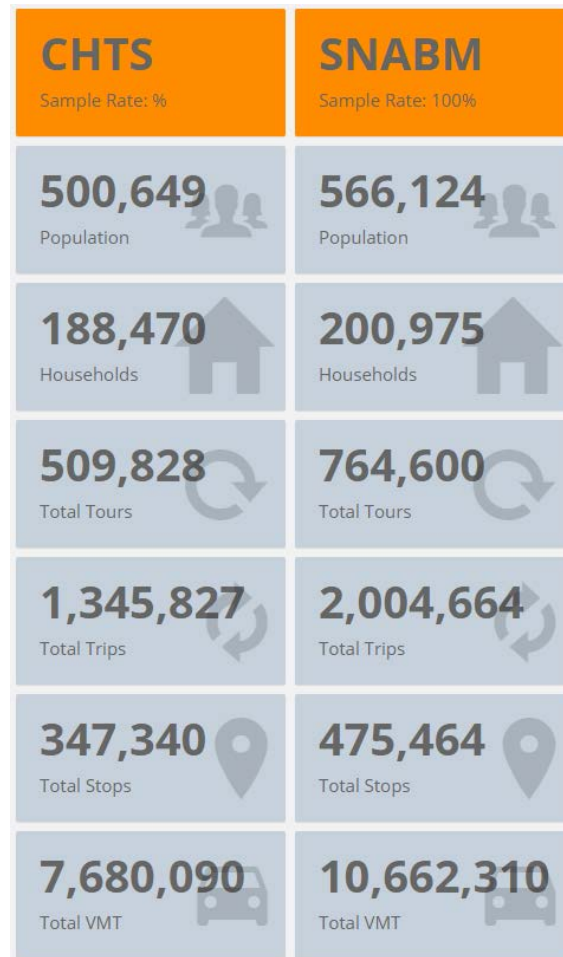 CHTS
Sample Rate: %
SNABM
Sample Rate: 100%
500,649
Population
566,124
Population
188,470
Households
200,975
Households
509,828
Total Tours
764,600
Total Tours
1,345,827
Total Trips
2,004,664
Total Trips
347,340
Total Stops
475,464
Total Stops
7,680,090
Total VMT
10,662,310
Total VMT